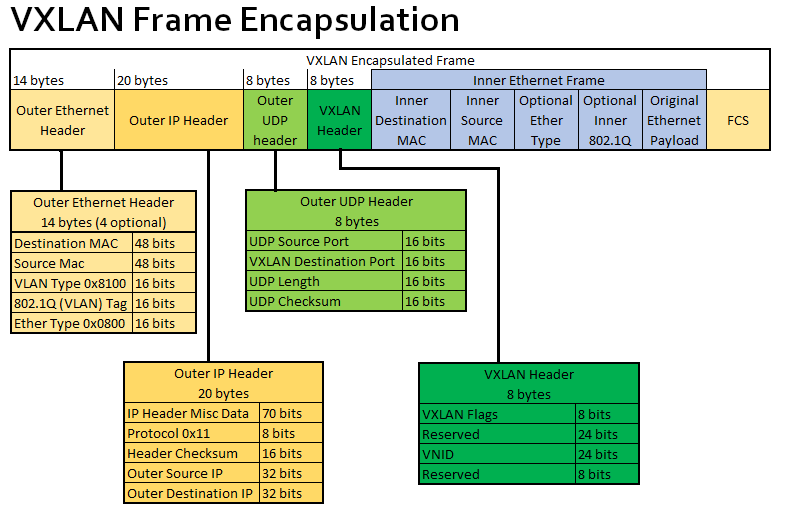 VXLAN Frame Encapsulation
VXLAN Encapsulated Frame
14 bytes 20 bytes 8 bytes 8 bytes Inner Ethernet Frame
Outer Ethernet Header
Outer IP Header
Outer UDP header
VXLAN Header
Inner Destination MAC
Inner Source MAC
Optional Ether Type
Optional Inner 802.1Q
Original Ethernet Payload
FCS
Outer Ethernet Header
14 bytes (4 optional)
Destination MAC 48 bits
Source Mac 48 bits
VLAN Type 0x8100 16 bits
802.1Q (VLAN) Tag 16 bits
Ether Type 0x0800 16 bits
Outer UDP Header
8 bytes
UDP Source Port 16 bits
VXLAN Destination Port 16 bits
UDP Length 16 bits
UDP Checksum 16 bits
Outer IP Header
20 bytes
IP Header Misc Data 70 bits
Protocol 0x11 8 bits
Header Checksum 16 bits
Outer Source IP 32 bits
Outer Destination IP 32 bits
VXLAN Header
8 bytes
VXLAN Flags 8 bits
Reserved 24 bits
VNID 24 bits
Reserved 8 bits